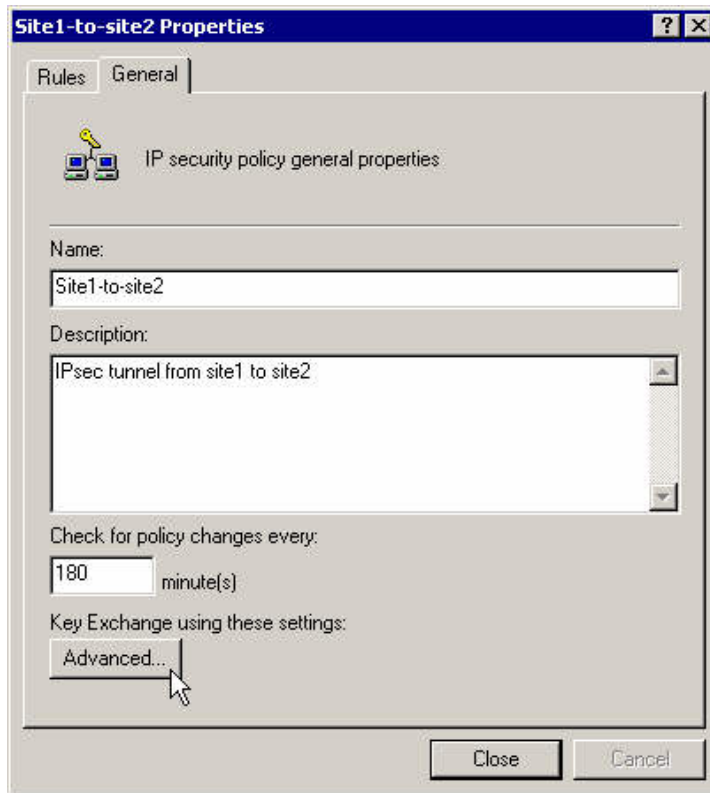 Site1-to-site2 Properties
Rules General
IP security policy general properties
Name:
Site1-to-site2
Description:
IPsec tunnel from site1 to site2
Check for policy changes every:
180 minute(s)
Key Exchange using these settings:
Advanced...
Close Cancel